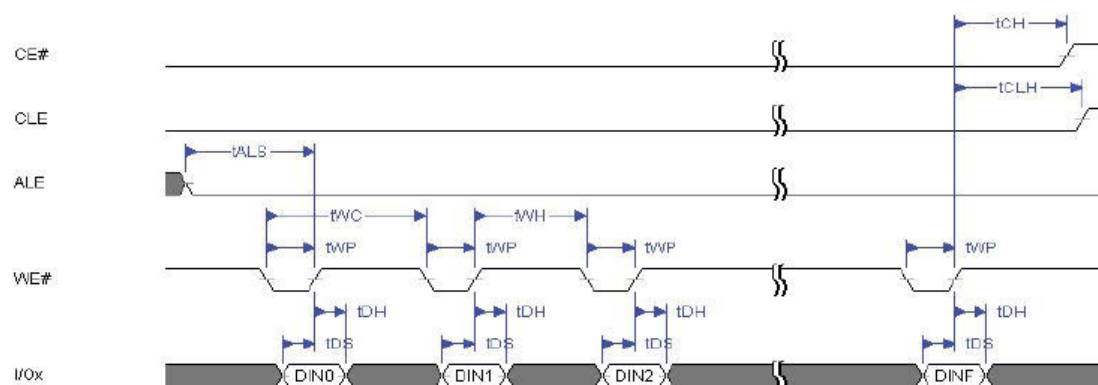 CE#
tCH
CLE
tCLH
ALE
tALS
tWC
tWH
tWP
tWP
tWP
tWP
WE#
tDH
tDH
tDH
tDH
tDS
tDS
tDS
tDS
I/Ox
DIN0
DIN1
DIN2
DINF